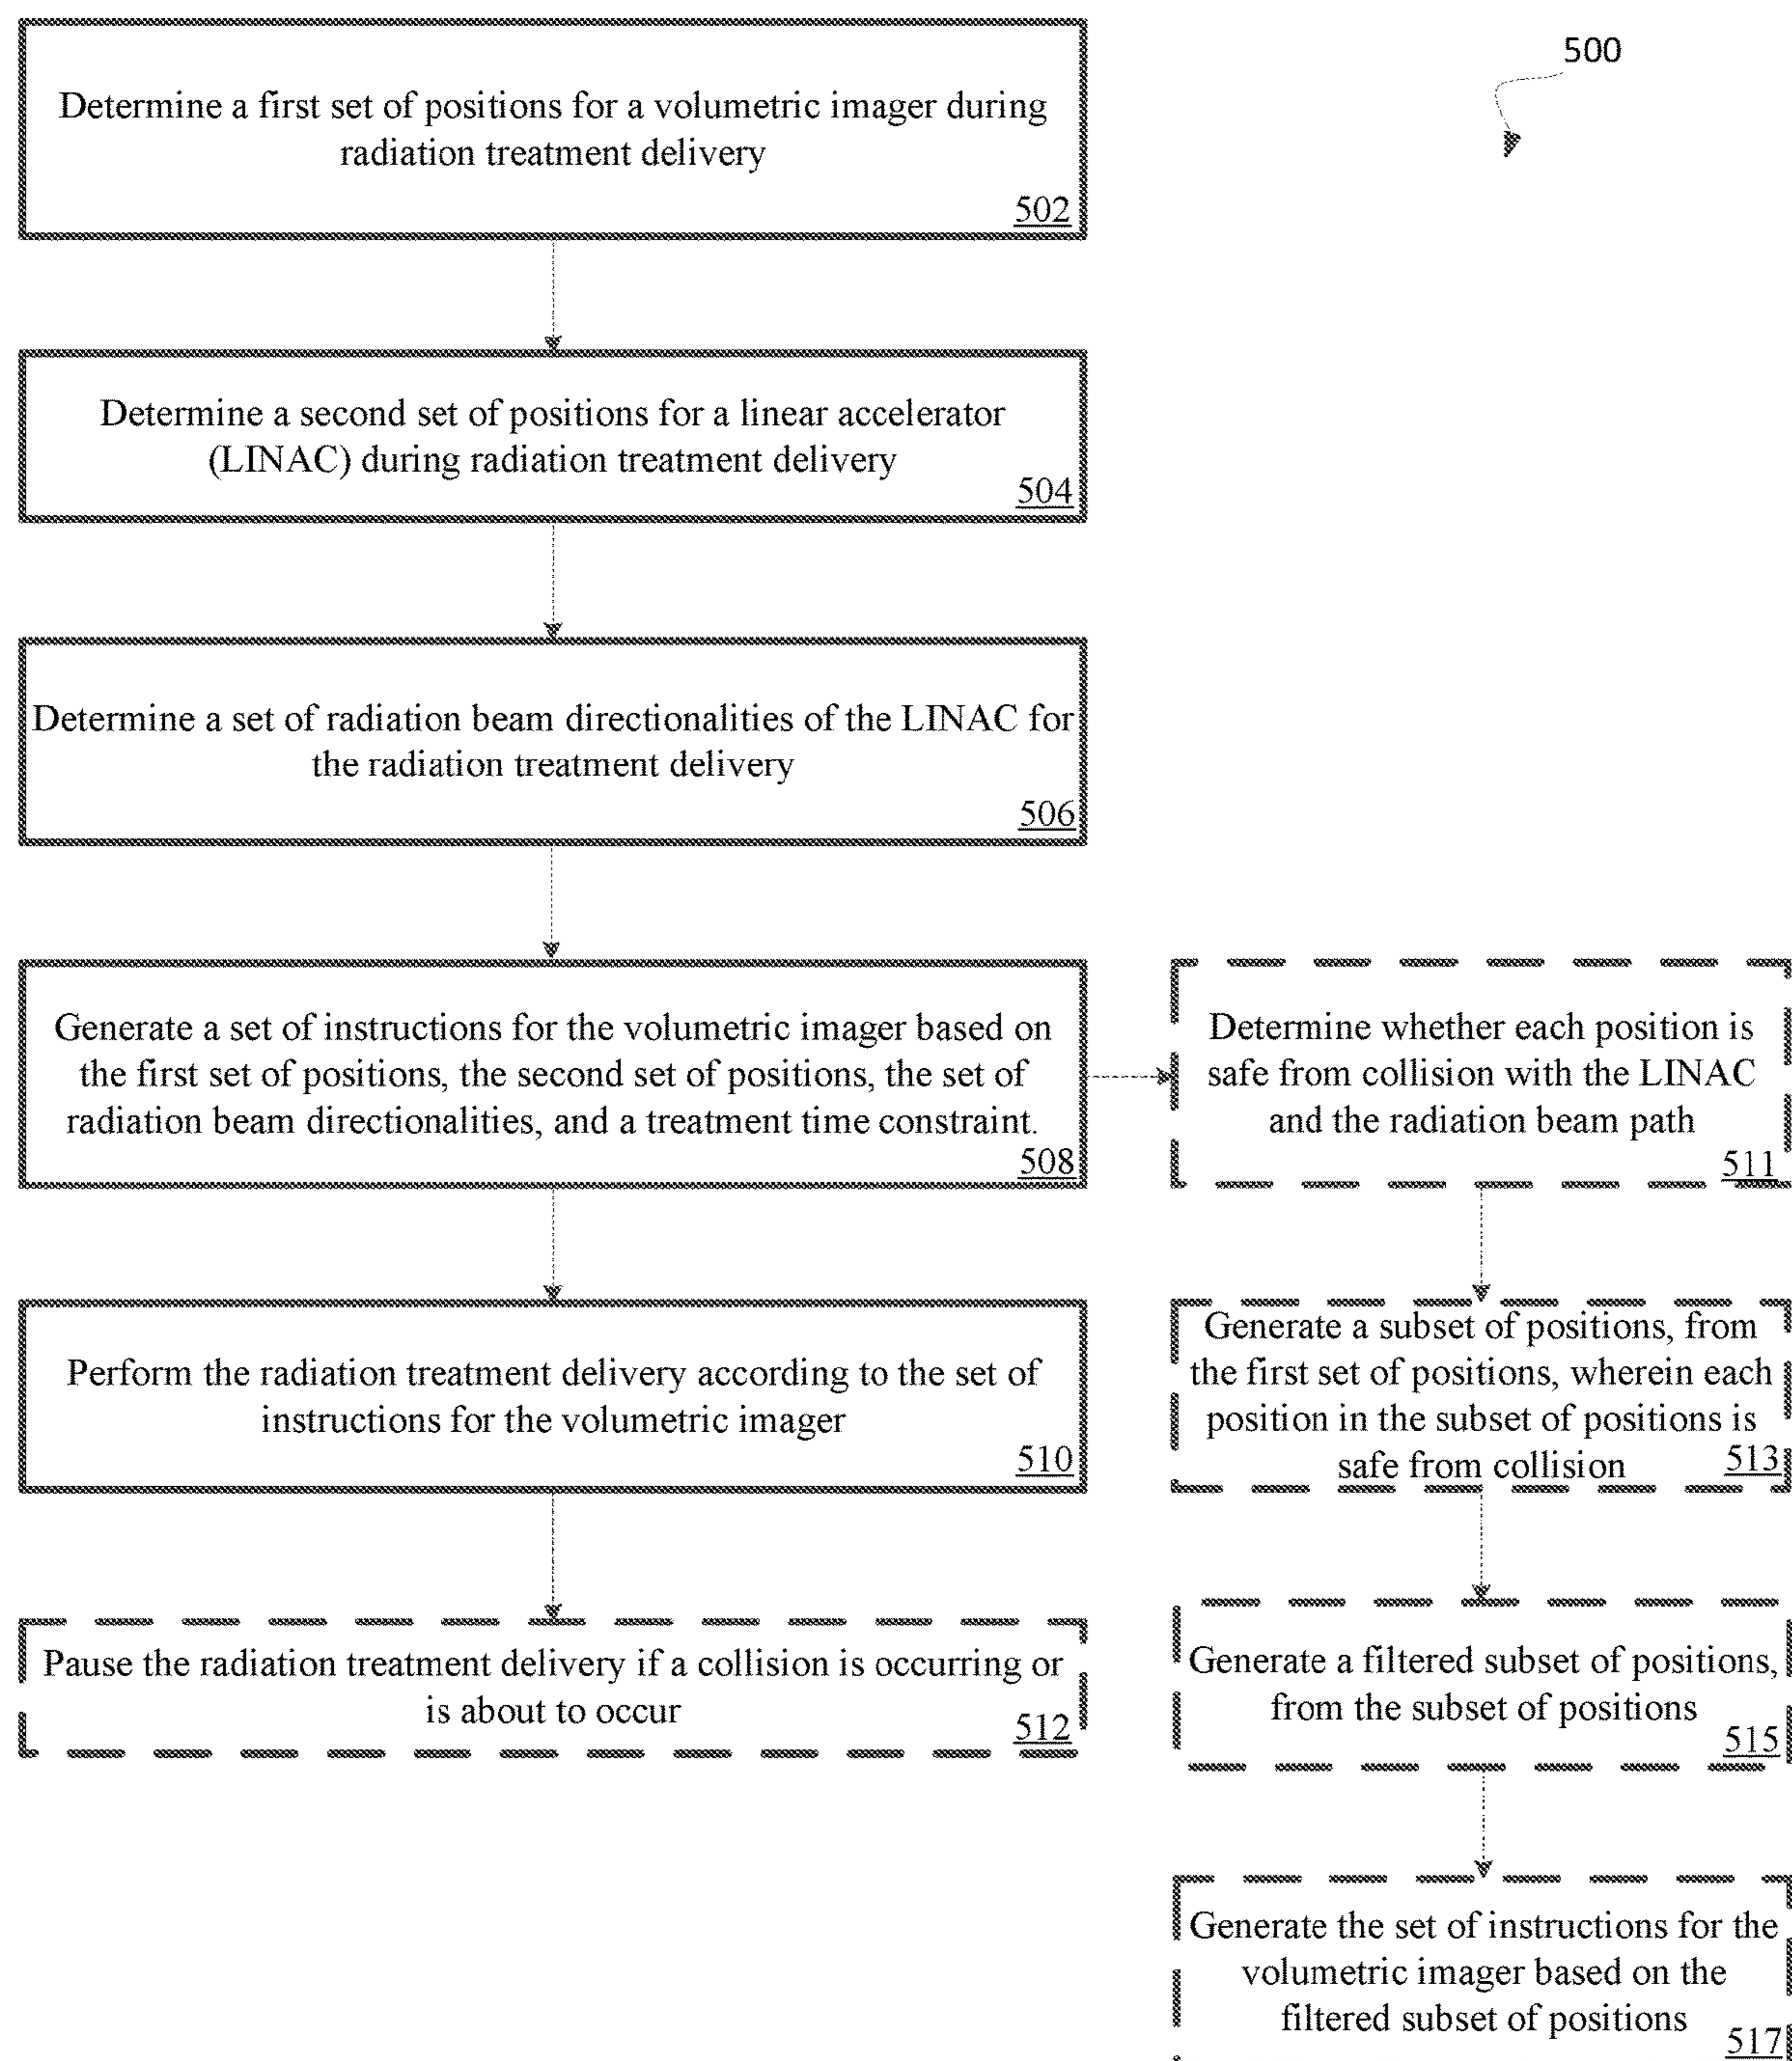 500
Determine a first set of positions for a volumetric imager during
radiation treatment delivery
502
Determine a second set of positions for a linear accelerator
(LINAC) during radiation treatment delivery
504
Determine a set of radiation beam directionalities of the LINAC for
the radiation treatment delivery
506
Generate a set of instructions for the volumetric imager based on
the first set of positions, the second set of positions, the set of
radiation beam directionalities, and a treatment time constraint.
508
Determine whether each position is
safe from collision with the LINAC
and the radiation beam path
511
Perform the radiation treatment delivery according to the set of
instructions for the volumetric imager
510
Generate a subset of positions, from
the first set of positions, wherein each
position in the subset of positions is
safe from collision
513
Pause the radiation treatment delivery if a collision is occurring or
is about to occur
512
Generate a filtered subset of positions,
from the subset of positions
515
Generate the set of instructions for the
volumetric imager based on the
filtered subset of positions
517